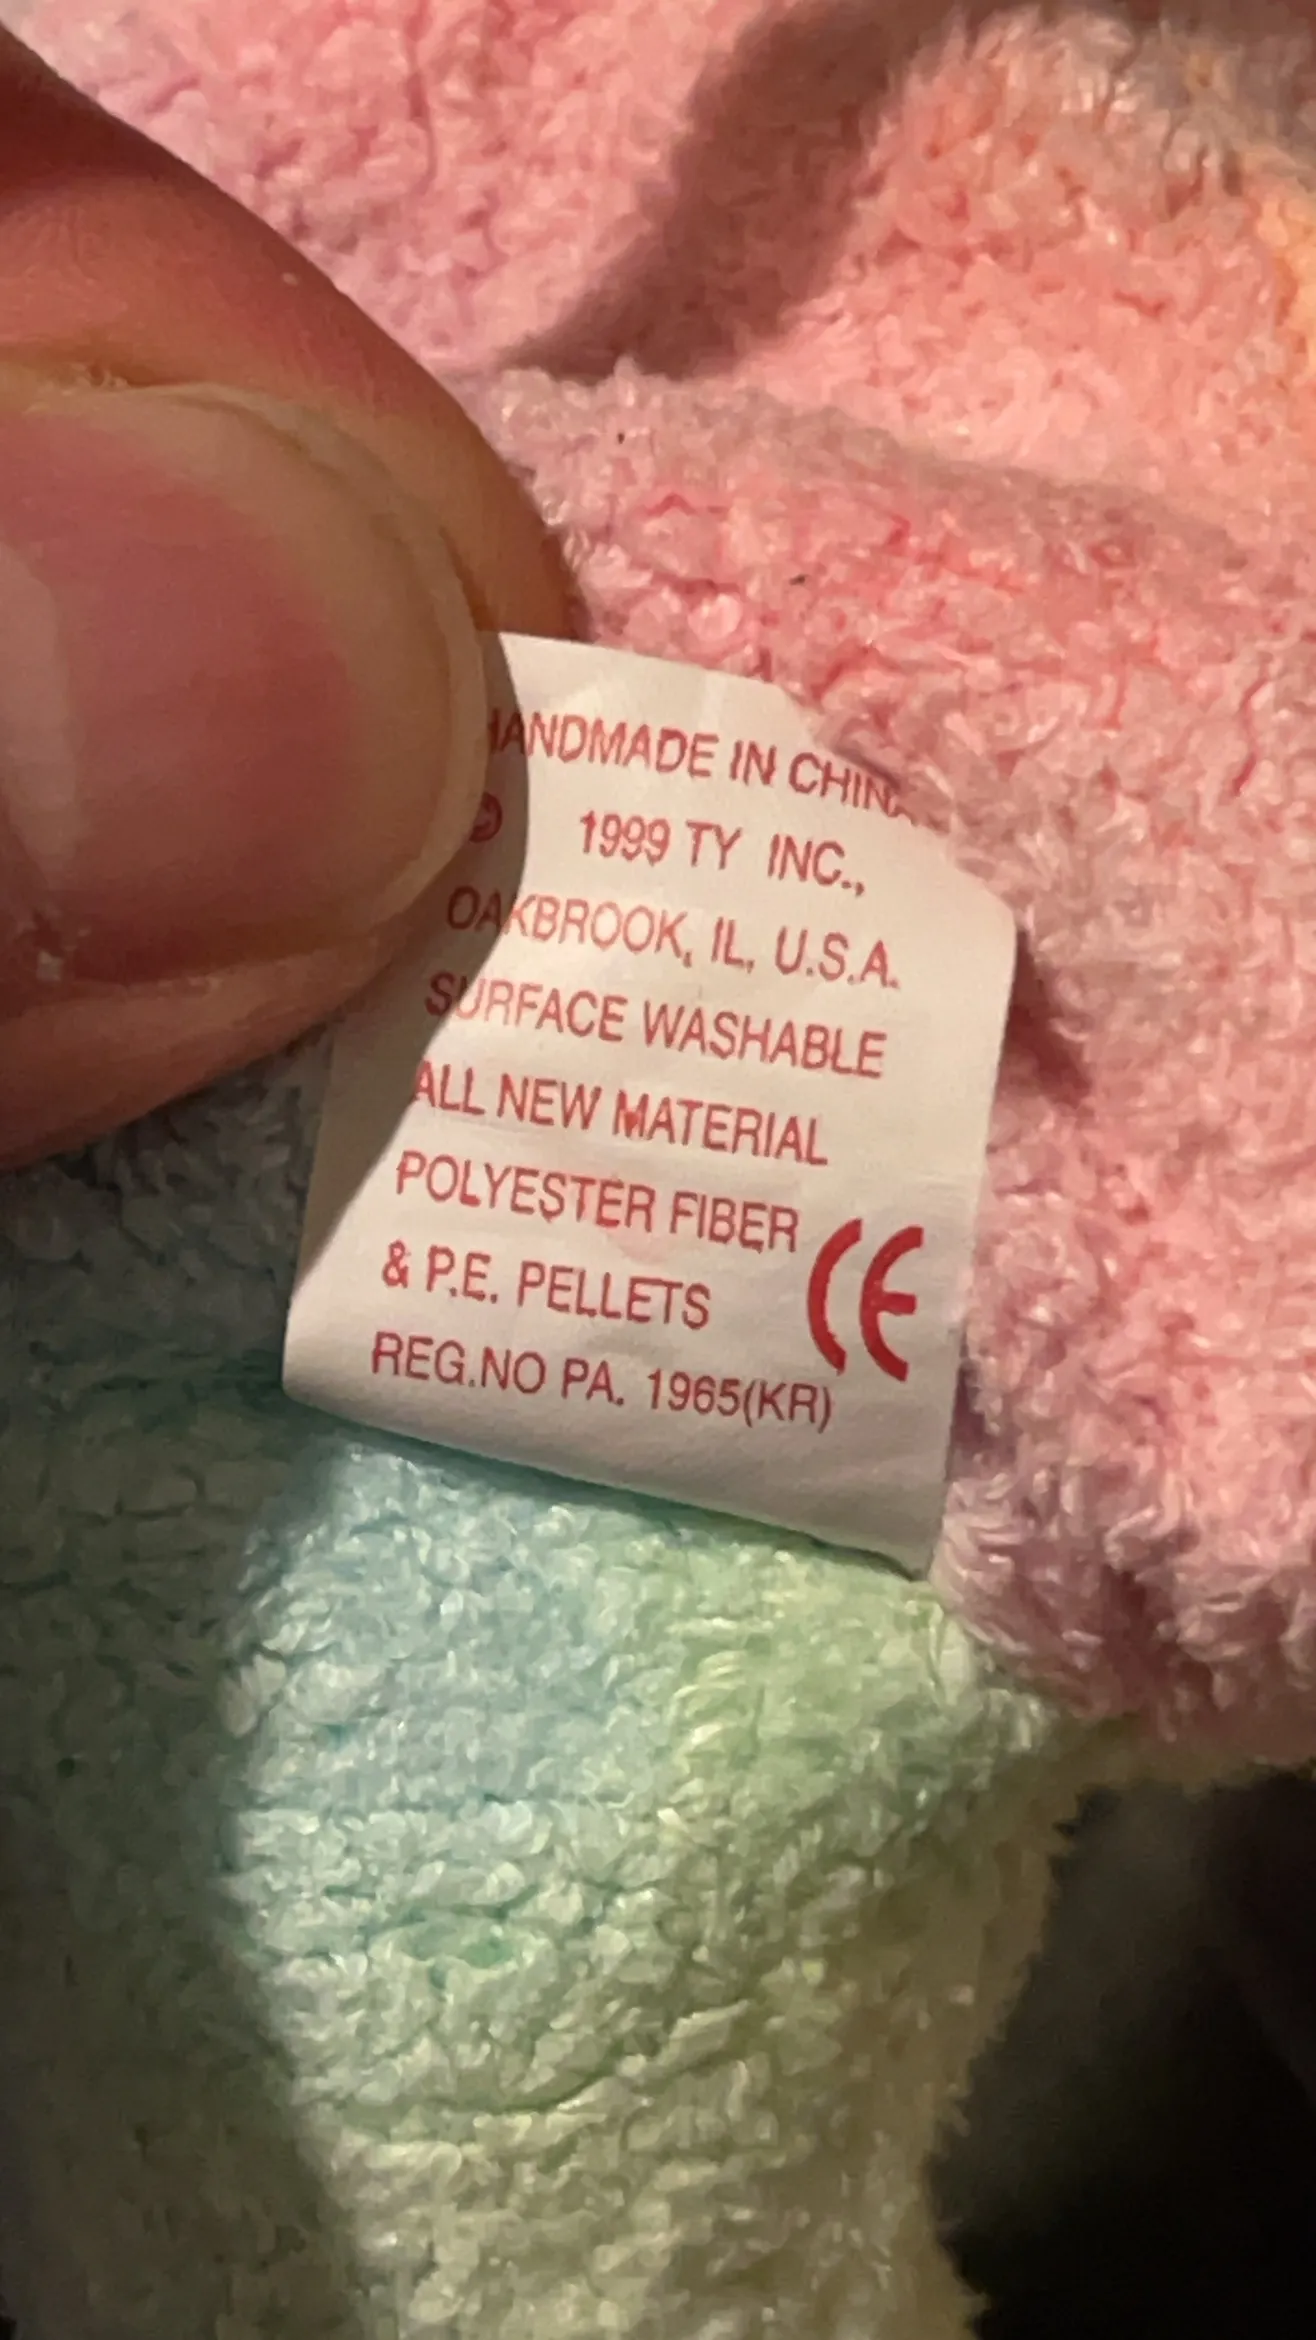 HANDMADE IN CHINA
© 1999 TY INC.,
OAKBROOK, IL, U.S.A.
SURFACE WASHABLE
ALL NEW MATERIAL
POLYESTER FIBER
& P.E. PELLETS CE
REG.NO PA. 1965(KR)